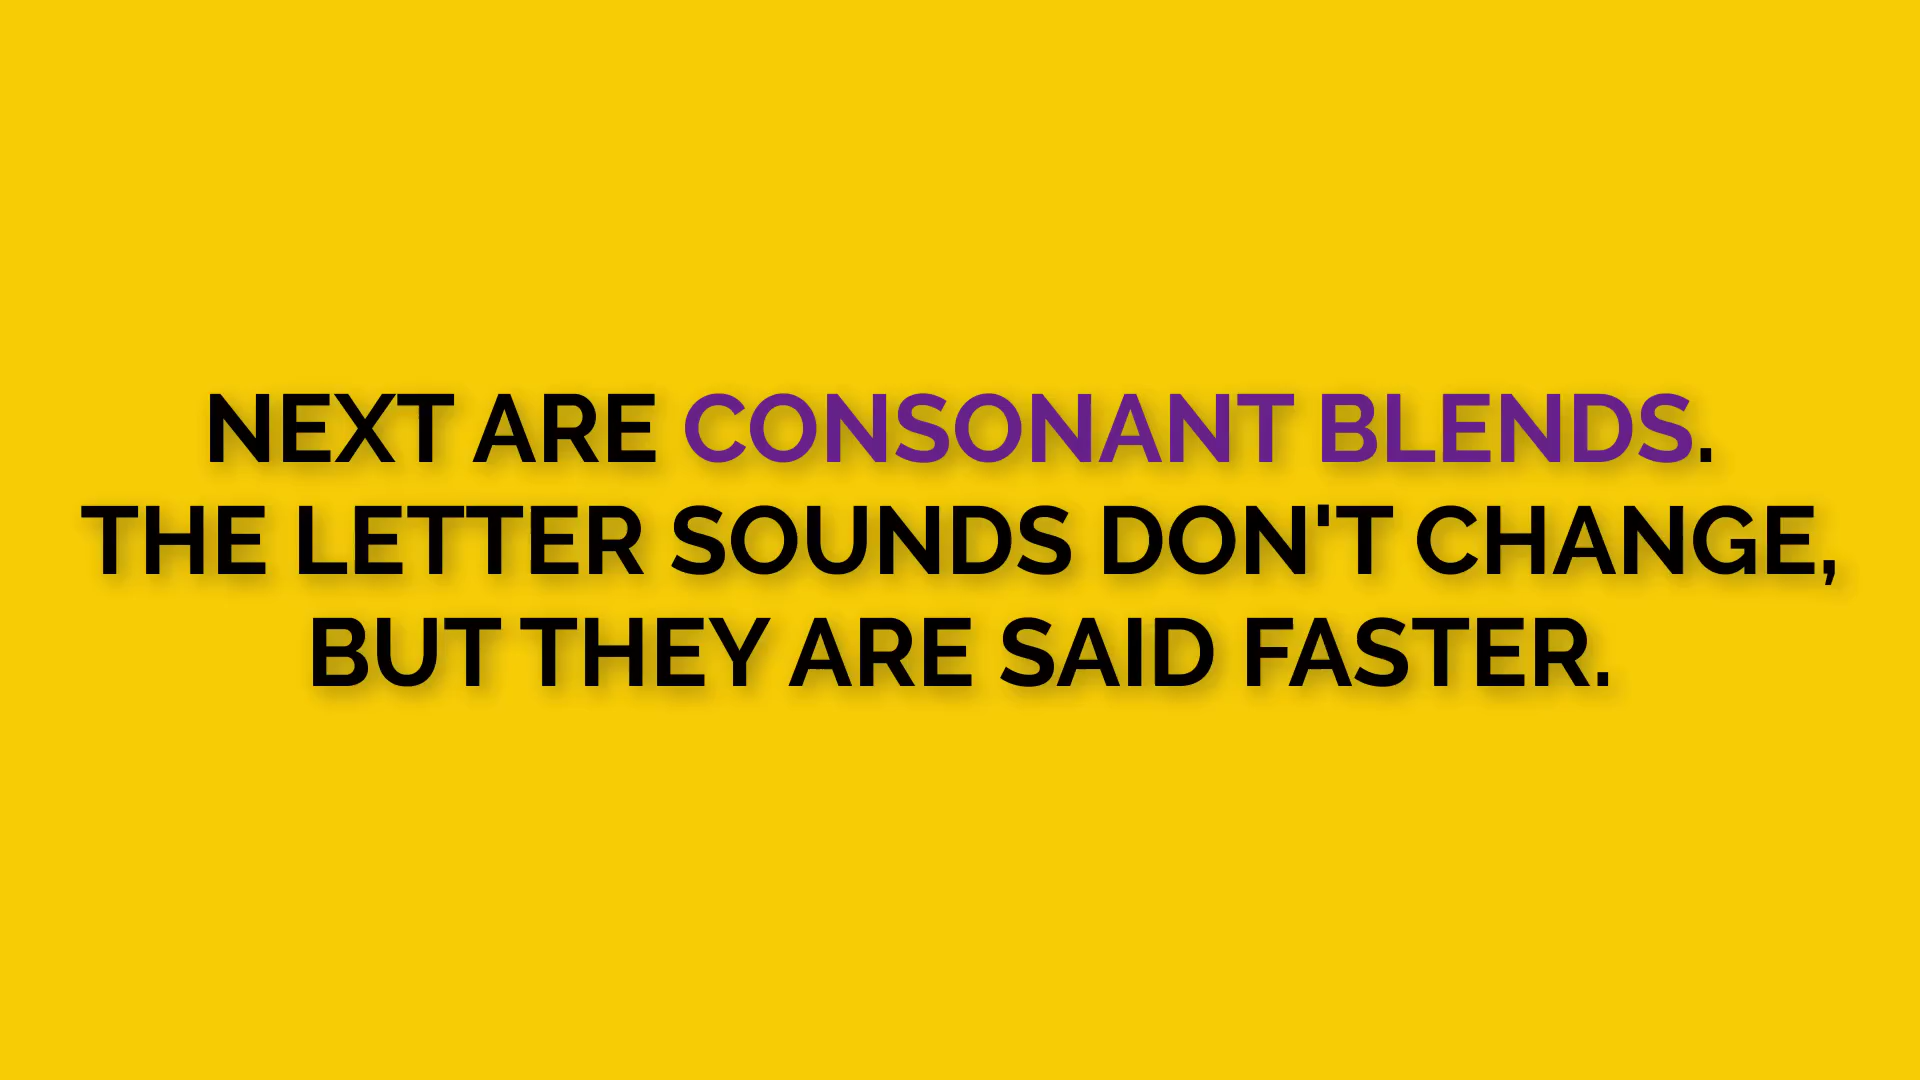 NEXT ARE CONSONANT BLENDS.
THE LETTER SOUNDS DON'T CHANGE,
BUT THEY ARE SAID FASTER.